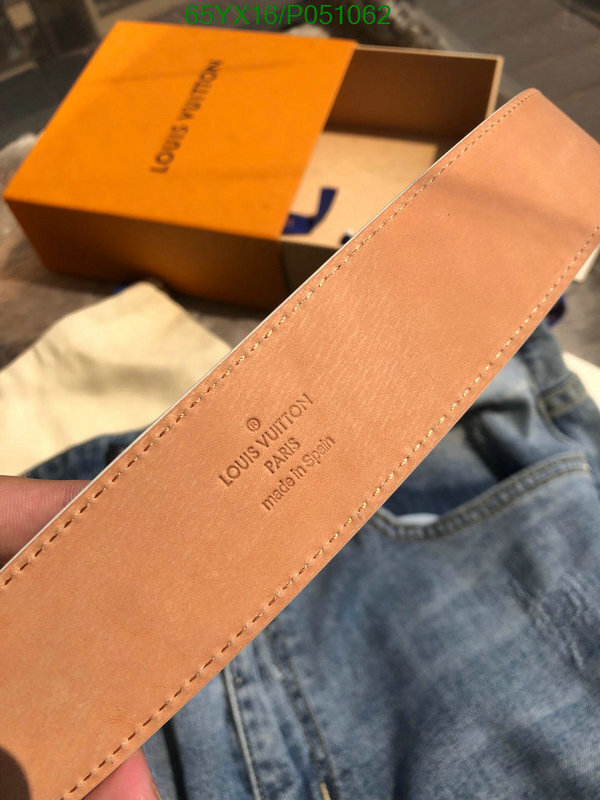 65YX16/P051062
LOUIS VUITTON
®
LOUIS VUITTON
PARIS
made in Spain